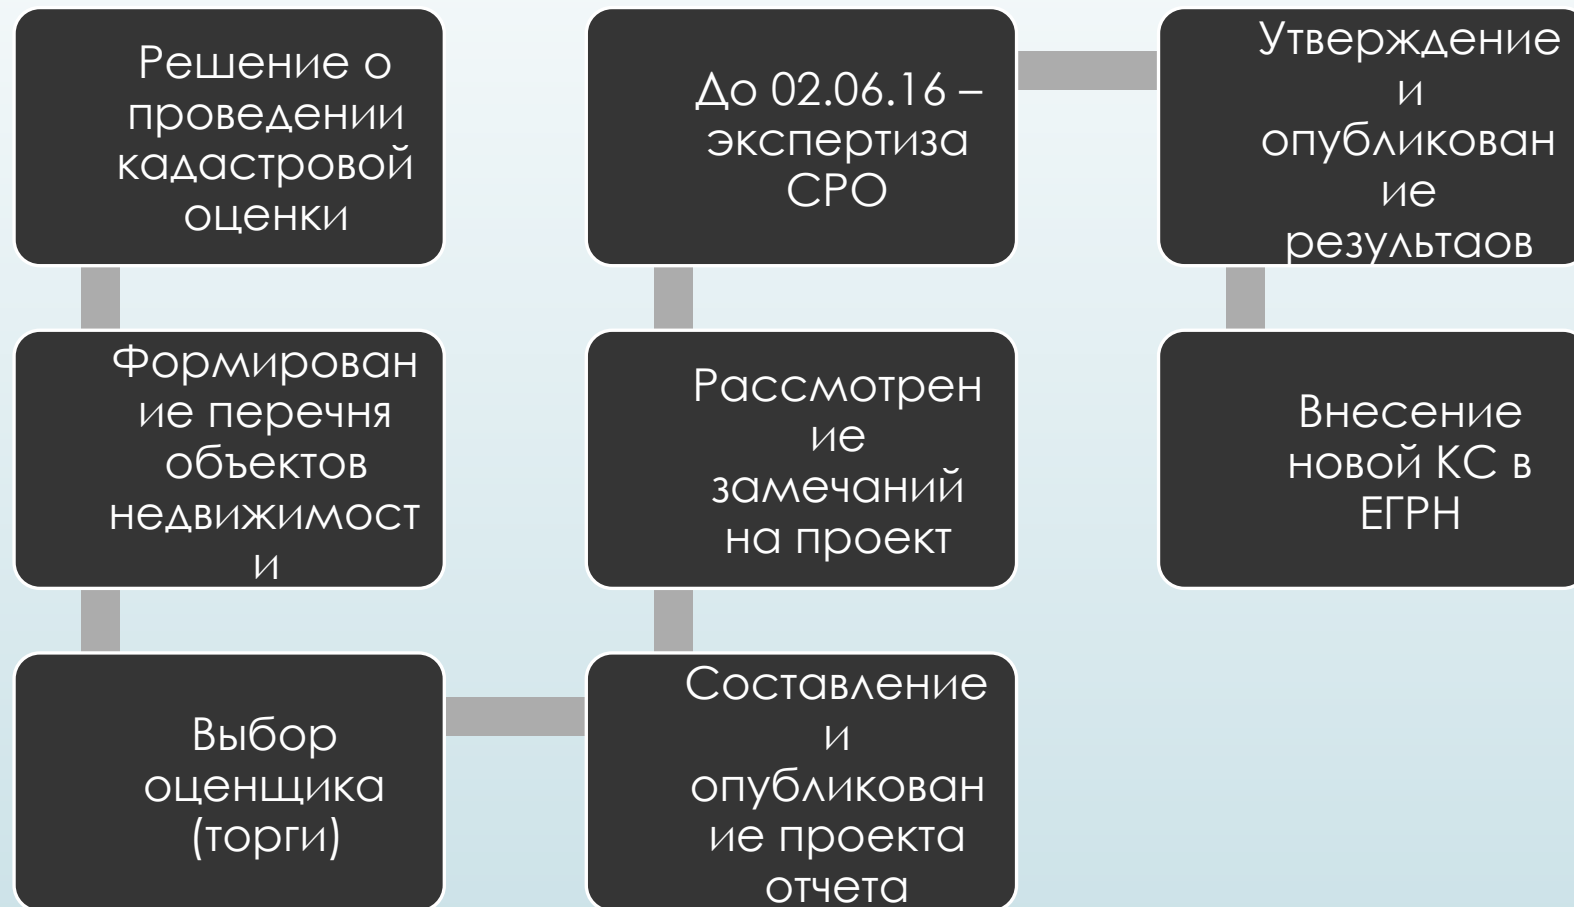 Решение о
проведении
кадастровой
оценки
Формирован
ие перечня
объектов
недвижимост
и
Выбор
оценщика
(торги)
Составление
и
опубликован
ие проекта
отчета
Рассмотрен
ие
замечаний
на проект
До 02.06.16 –
экспертиза
СРО
Утверждение
и
опубликован
ие
результаов
Внесение
новой КС в
ЕГРН